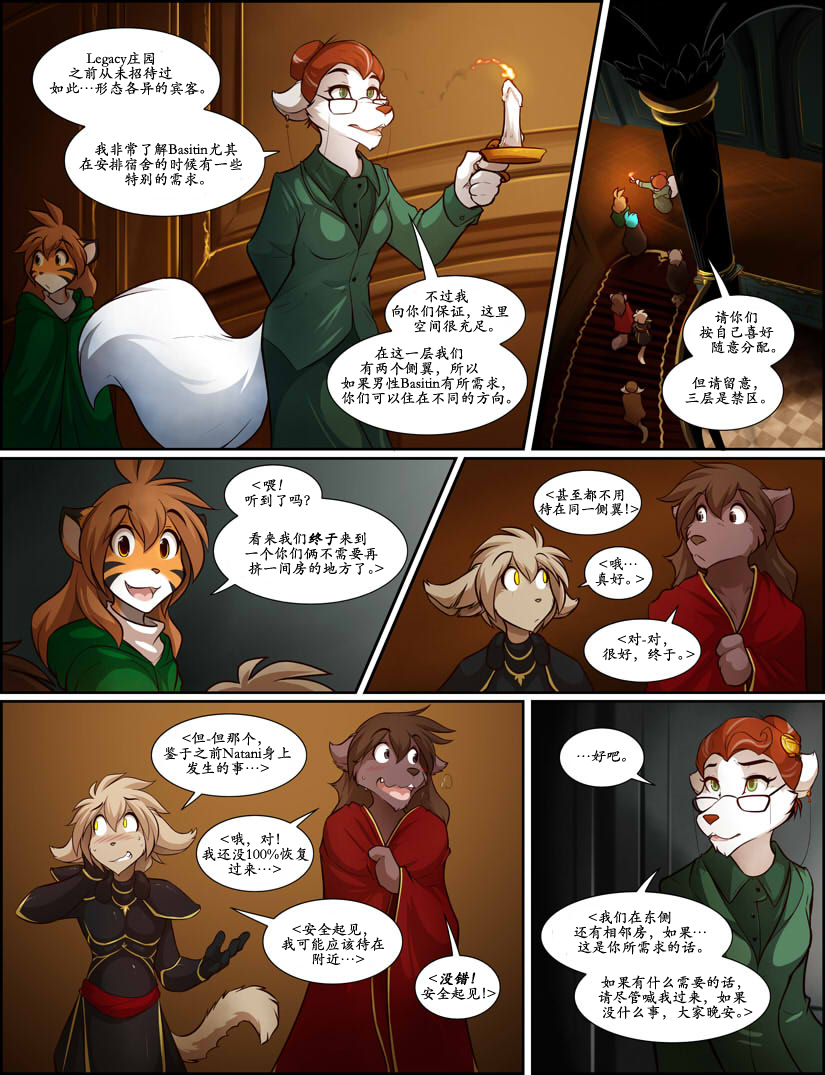 Legacy庄园
之前从未招待过
如此…形态各异的宾客。
我非常了解Basitin尤其
在安排宿舍的时候有一些
特别的需求。
不过我
向你们保证，这里
空间很充足。
在这一层我们
有两个侧翼，所以
如果男性Basitin有所需求，
你们可以住在不同的方向。
请你们
按自己喜好
随意分配。
但请留意，
三层是禁区。
<喂！
听到了吗？
看来我们终于来到
一个你们俩不需要再
挤一间房的地方了。>
<甚至都不用
待在同一侧翼！>
<哦…
真好。>
<对-对，
很好，终于。>
<但-但那个，
鉴于之前Natani身上
发生的事…>
<哦，对！
我还没100%恢复
过来…>
<安全起见，
我可能应该待在
附近…>
<没错！
安全起见！>
…好吧。
<我们在东侧
还有相邻房，如果…
这是你所需求的话。
如果有什么需要的话，
请尽管喊我过来，如果
没什么事，大家晚安。>